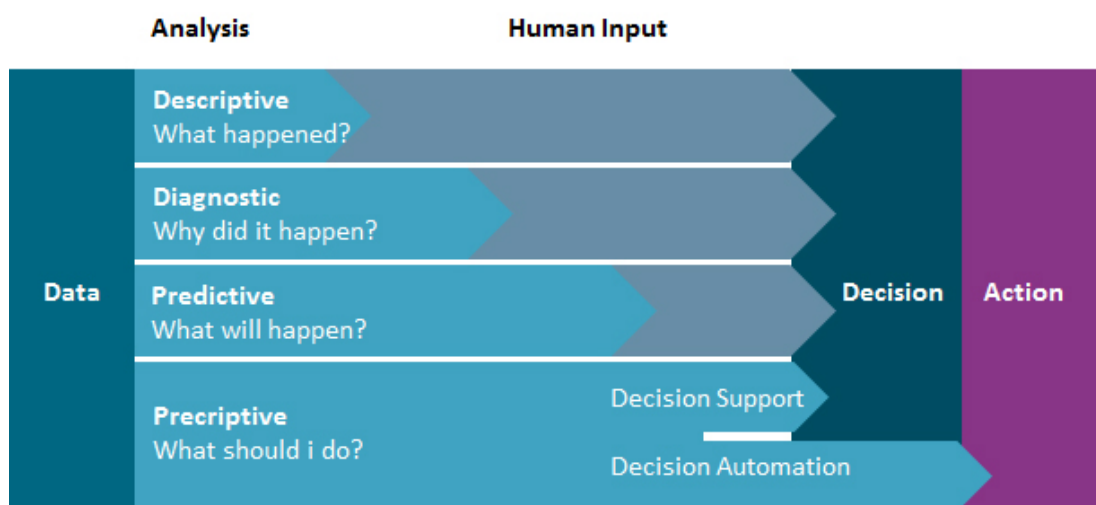 Analysis
Human Input
Descriptive
What happened?
Diagnostic
Why did it happen?
Data
Predictive
What will happen?
Decision
Action
Precriptive
What should i do?
Decision Support
Decision Automation